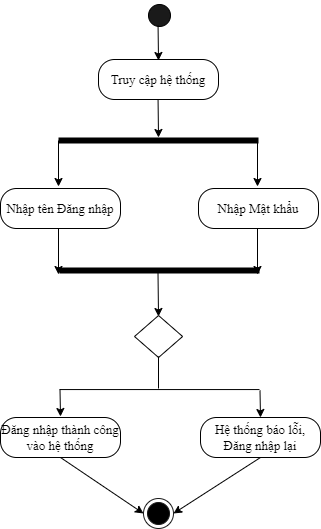 Truy cập hệ thống
Nhập tên Đăng nhập
Nhập Mật khẩu
Đăng nhập thành công
vào hệ thống
Hệ thống báo lỗi,
Đăng nhập lại